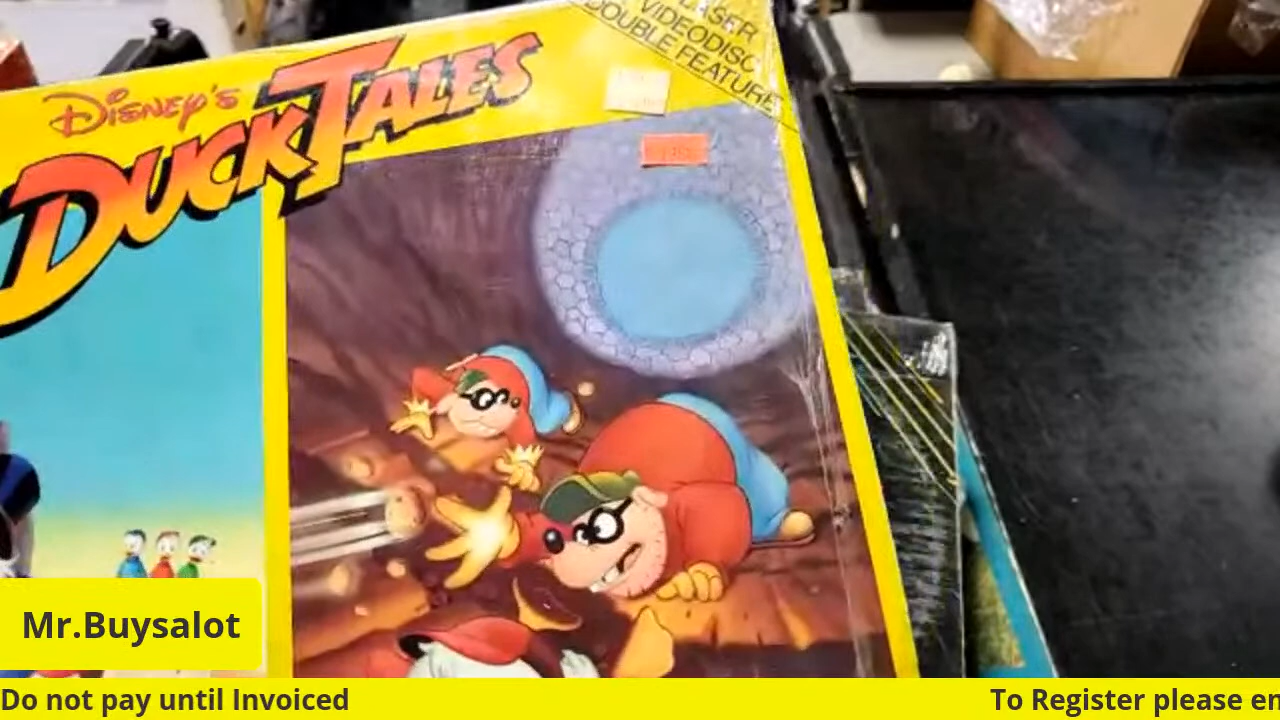 LASER
VIDEODISC
DOUBLE FEATURE
DISNEY'S
DUCKTALES
Mr.Buysalot
Do not pay until Invoiced
To Register please en